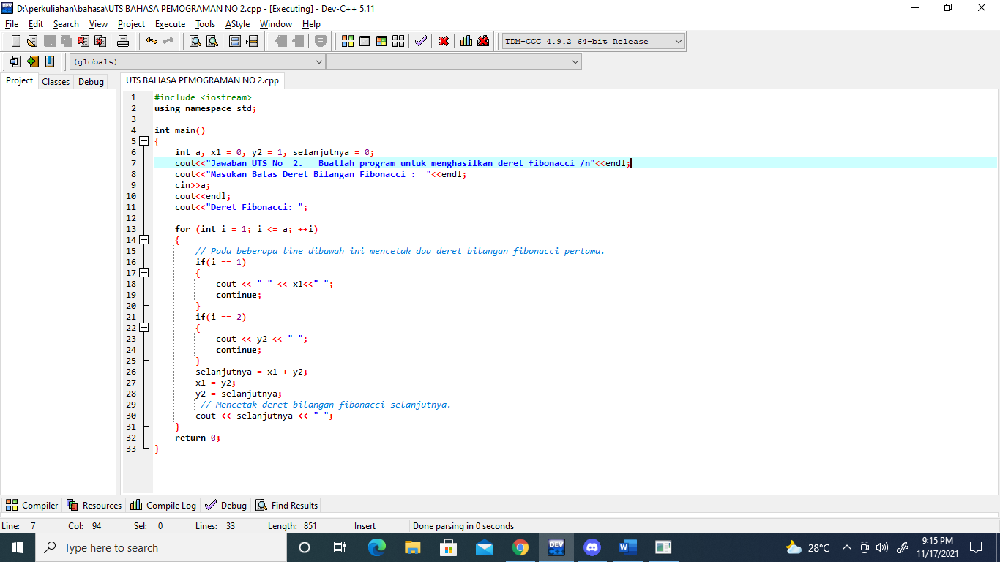 D:\perkuliahan\bahasa\UTS BAHASA PEMOGRAMAN NO 2.cpp - [Executing] - Dev-C++ 5.11
File Edit Search View Project Execute Tools AStyle Window Help
TDM-GCC 4.9.2 64-bit Release
(globals)
Project Classes Debug
UTS BAHASA PEMOGRAMAN NO 2.cpp
1 #include <iostream>
2 using namespace std;
3
4 int main()
5 {
6 int a, x1 = 0, y2 = 1, selanjutnya = 0;
7 cout<<"Jawaban UTS No  2.   Buatlah program untuk menghasilkan deret fibonacci /n"<<endl;
8 cout<<"Masukan Batas Deret Bilangan Fibonacci :  "<<endl;
9 cin>>a;
10 cout<<endl;
11 cout<<"Deret Fibonacci: ";
12
13 for (int i = 1; i <= a; ++i)
14 {
15 // Pada beberapa line dibawah ini mencetak dua deret bilangan fibonacci pertama.
16 if(i == 1)
17 {
18 cout << " " << x1<<" ";
19 continue;
20 }
21 if(i == 2)
22 {
23 cout << y2 << " ";
24 continue;
25 }
26 selanjutnya = x1 + y2;
27 x1 = y2;
28 y2 = selanjutnya;
29 // Mencetak deret bilangan fibonacci selanjutnya.
30 cout << selanjutnya << " ";
31 }
32 return 0;
33 }
Compiler Resources Compile Log Debug Find Results
Line: 7 Col: 94 Sel: 0 Lines: 33 Length: 851 Insert Done parsing in 0 seconds
Type here to search
DEV
28°C
9:15 PM
11/17/2021